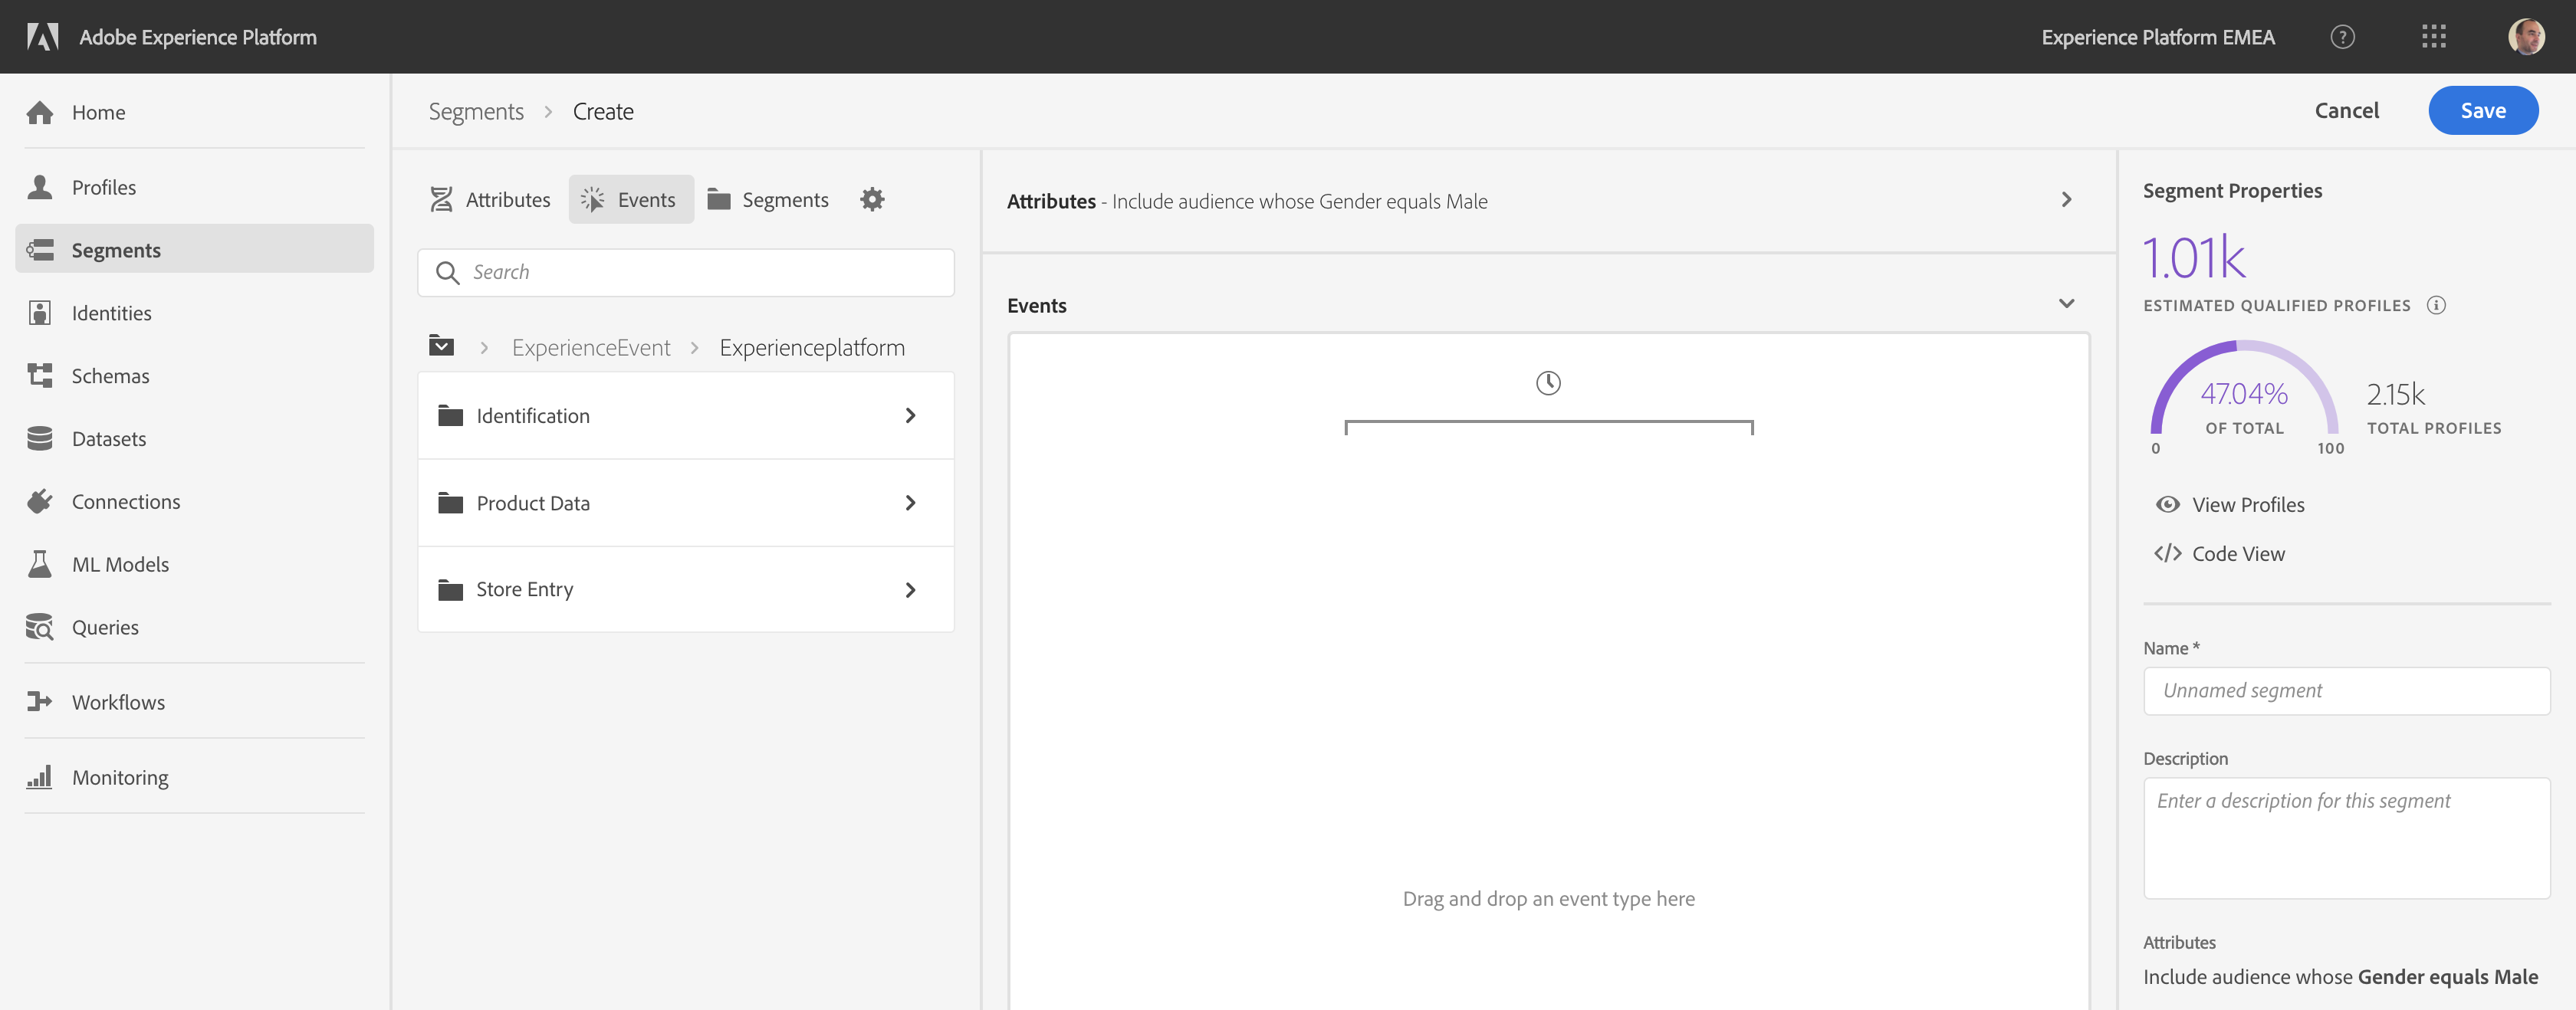 Adobe Experience Platform
Experience Platform EMEA
?
Home
Profiles
Segments
Identities
Schemas
Datasets
Connections
ML Models
Queries
Workflows
Monitoring
Segments > Create
Cancel
Save
Attributes
Events
Segments
Search
ExperienceEvent > Experienceplatform
Identification
Product Data
Store Entry
Attributes - Include audience whose Gender equals Male
Events
Drag and drop an event type here
Segment Properties
1.01k
ESTIMATED QUALIFIED PROFILES
47.04%
OF TOTAL
0
100
2.15k
TOTAL PROFILES
View Profiles
</> Code View
Name *
Unnamed segment
Description
Enter a description for this segment
Attributes
Include audience whose Gender equals Male